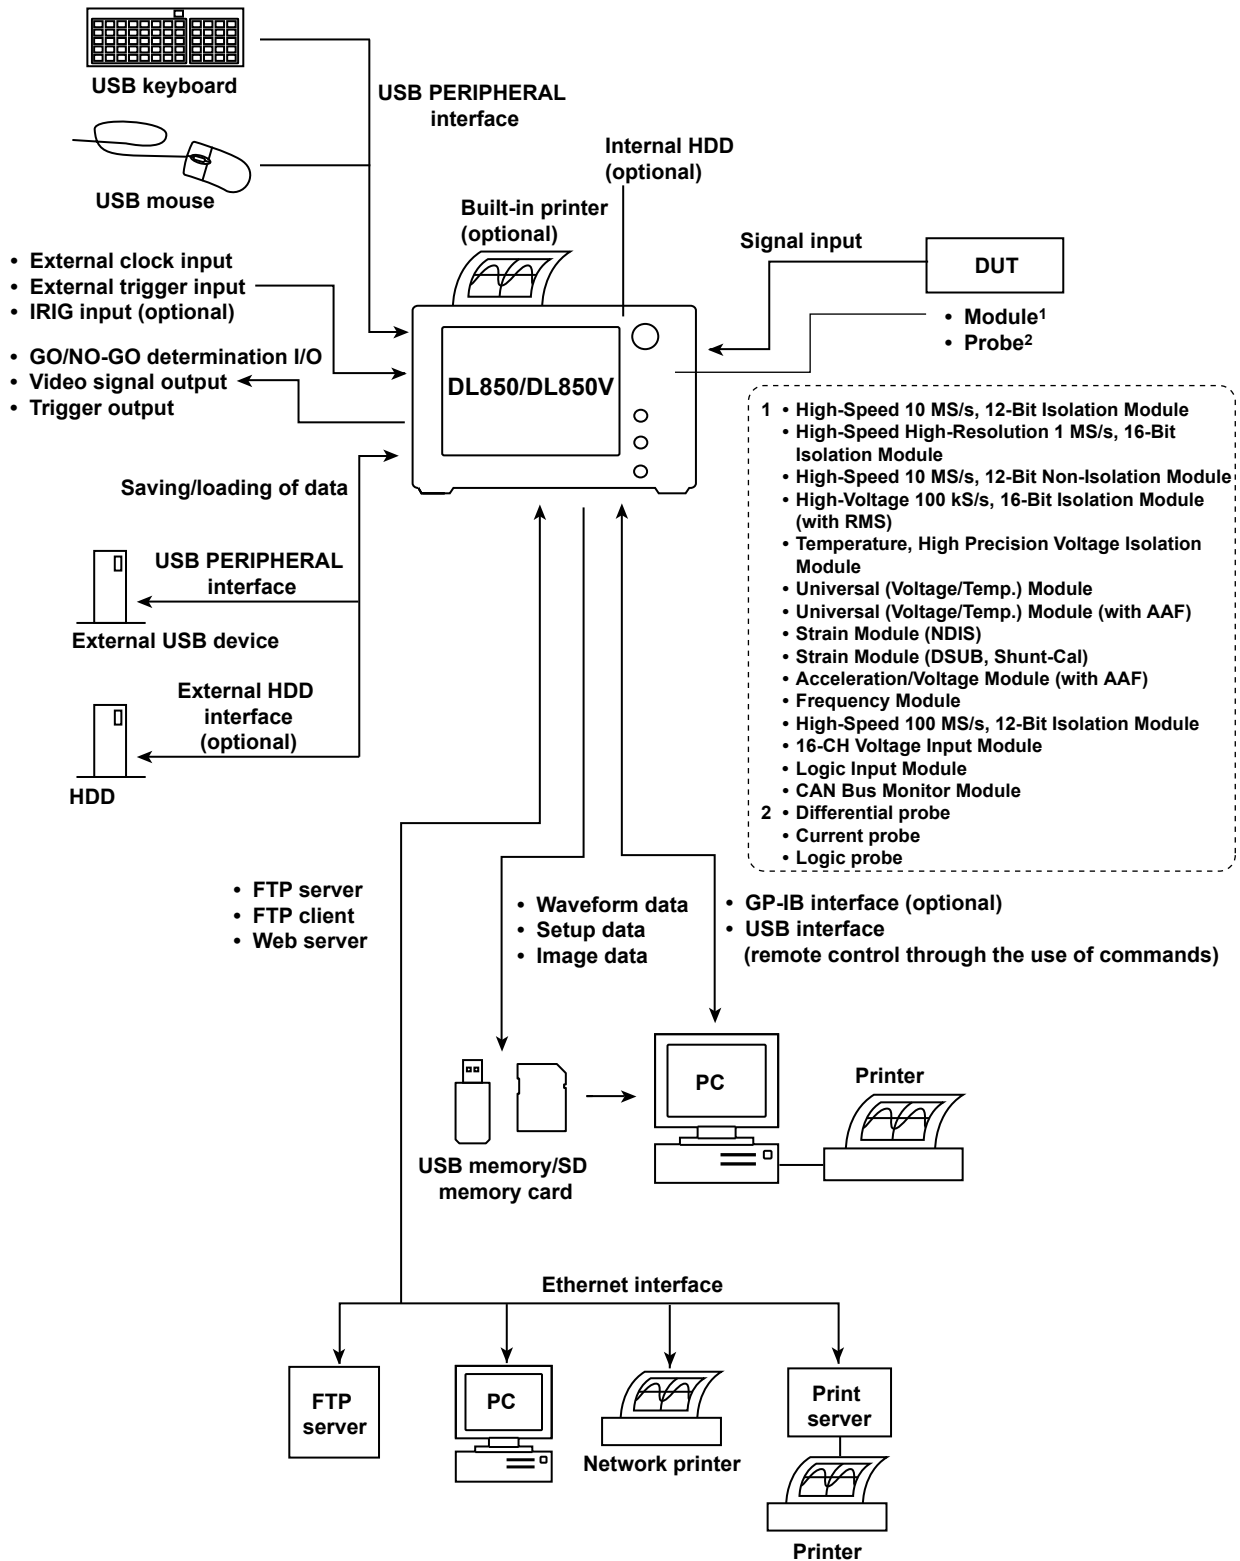 USB keyboard
USB PERIPHERAL
interface
USB mouse
Internal HDD
(optional)
Built-in printer
(optional)
Signal input
DUT
• External clock input
• External trigger input
• IRIG input (optional)
• Module1
• Probe2
• GO/NO-GO determination I/O
• Video signal output
• Trigger output
DL850/DL850V
1 • High-Speed 10 MS/s, 12-Bit Isolation Module
• High-Speed High-Resolution 1 MS/s, 16-Bit
Isolation Module
• High-Speed 10 MS/s, 12-Bit Non-Isolation Module
• High-Voltage 100 kS/s, 16-Bit Isolation Module
(with RMS)
• Temperature, High Precision Voltage Isolation
Module
• Universal (Voltage/Temp.) Module
• Universal (Voltage/Temp.) Module (with AAF)
• Strain Module (NDIS)
• Strain Module (DSUB, Shunt-Cal)
• Acceleration/Voltage Module (with AAF)
• Frequency Module
• High-Speed 100 MS/s, 12-Bit Isolation Module
• 16-CH Voltage Input Module
• Logic Input Module
• CAN Bus Monitor Module
2 • Differential probe
• Current probe
• Logic probe
Saving/loading of data
USB PERIPHERAL
interface
External USB device
External HDD
interface
(optional)
HDD
• FTP server
• FTP client
• Web server
• Waveform data
• Setup data
• Image data
• GP-IB interface (optional)
• USB interface
(remote control through the use of commands)
PC
Printer
USB memory/SD
memory card
Ethernet interface
FTP
server
PC
Network printer
Print
server
Printer